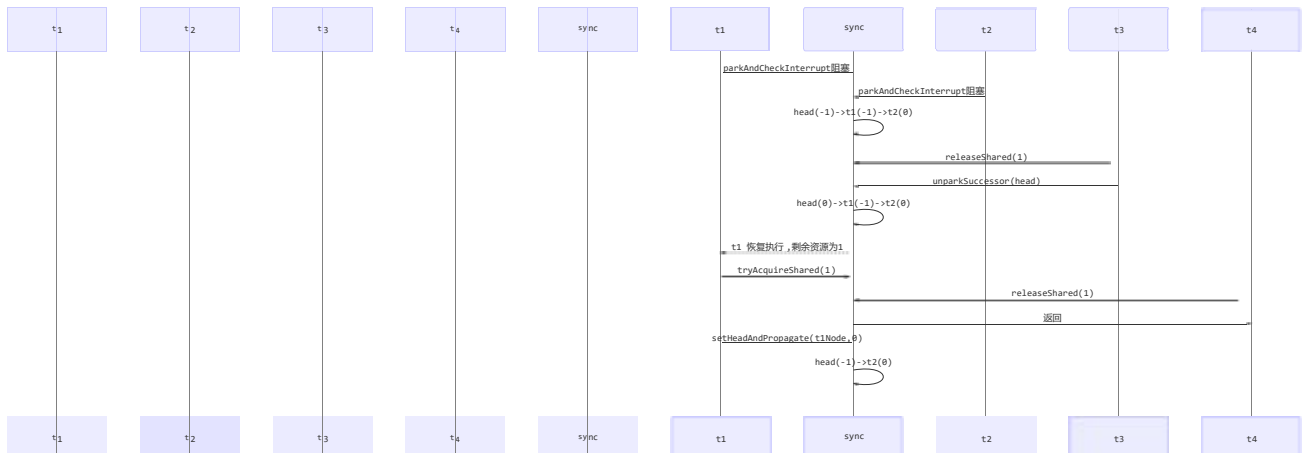 t1 t2 t3 t4 sync t1 sync t2 t3 t4
parkAndCheckInterrupt阻塞
parkAndCheckInterrupt阻塞
head(-1)->t1(-1)->t2(0)
releaseShared(1)
unparkSuccessor(head)
head(0)->t1(-1)->t2(0)
t1 恢复执行 ,剩余资源为1
tryAcquireShared(1)
releaseShared(1)
返回
setHeadAndPropagate(t1Node,0)
head(-1)->t2(0)
t1 t2 t3 t4 sync t1 sync t2 t3 t4